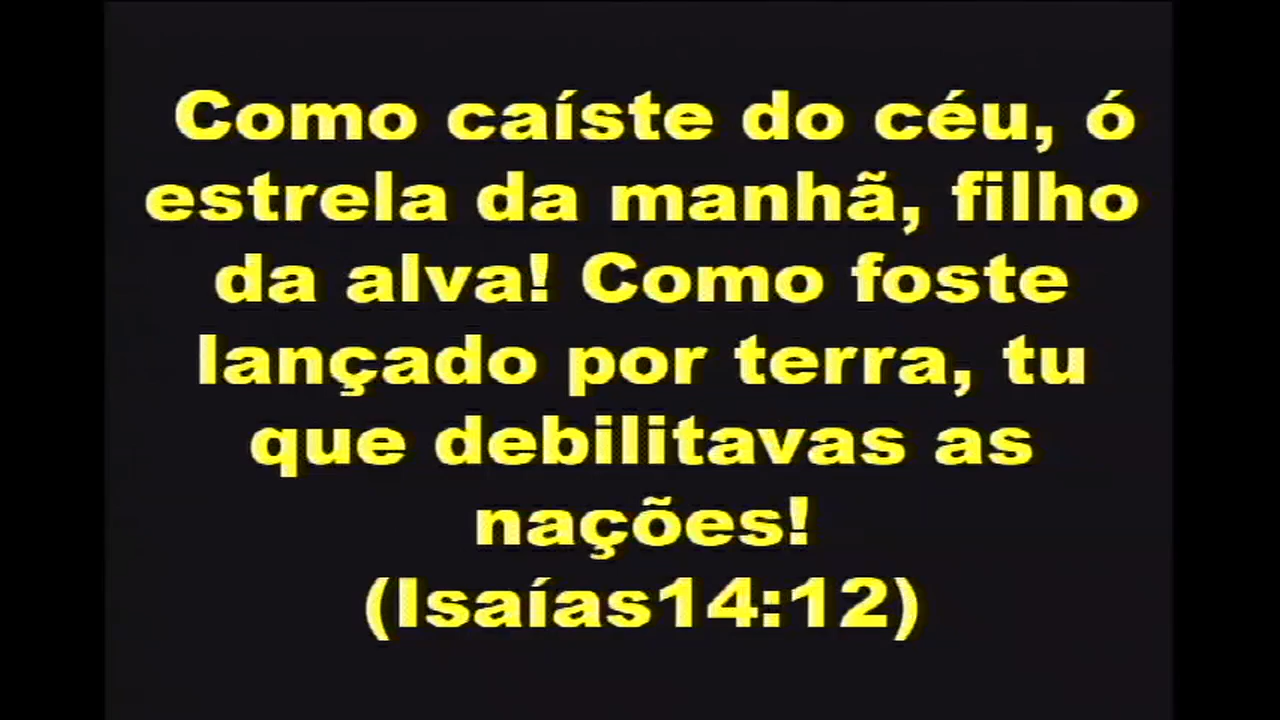 Como caíste do céu, ó
estrela da manhã, filho
da alva! Como foste
lançado por terra, tu
que debilitavas as
nações!
(Isaías14:12)